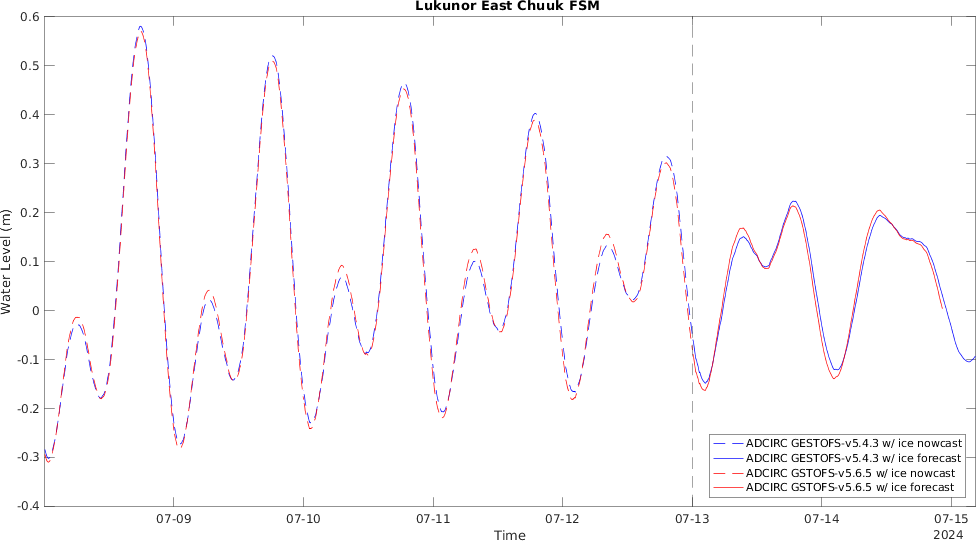 Lukunor East Chuuk FSM
0.6
0.5
0.4
0.3
0.2
0.1
0
-0.1
-0.2
-0.3
-0.4
Water Level (m)
ADCIRC GESTOFS-v5.4.3 w/ ice nowcast
ADCIRC GESTOFS-v5.4.3 w/ ice forecast
ADCIRC GSTOFS-v5.6.5 w/ ice nowcast
ADCIRC GSTOFS-v5.6.5 w/ ice forecast
07-09 07-10 07-11 07-12 07-13 07-14 07-15
Time 2024